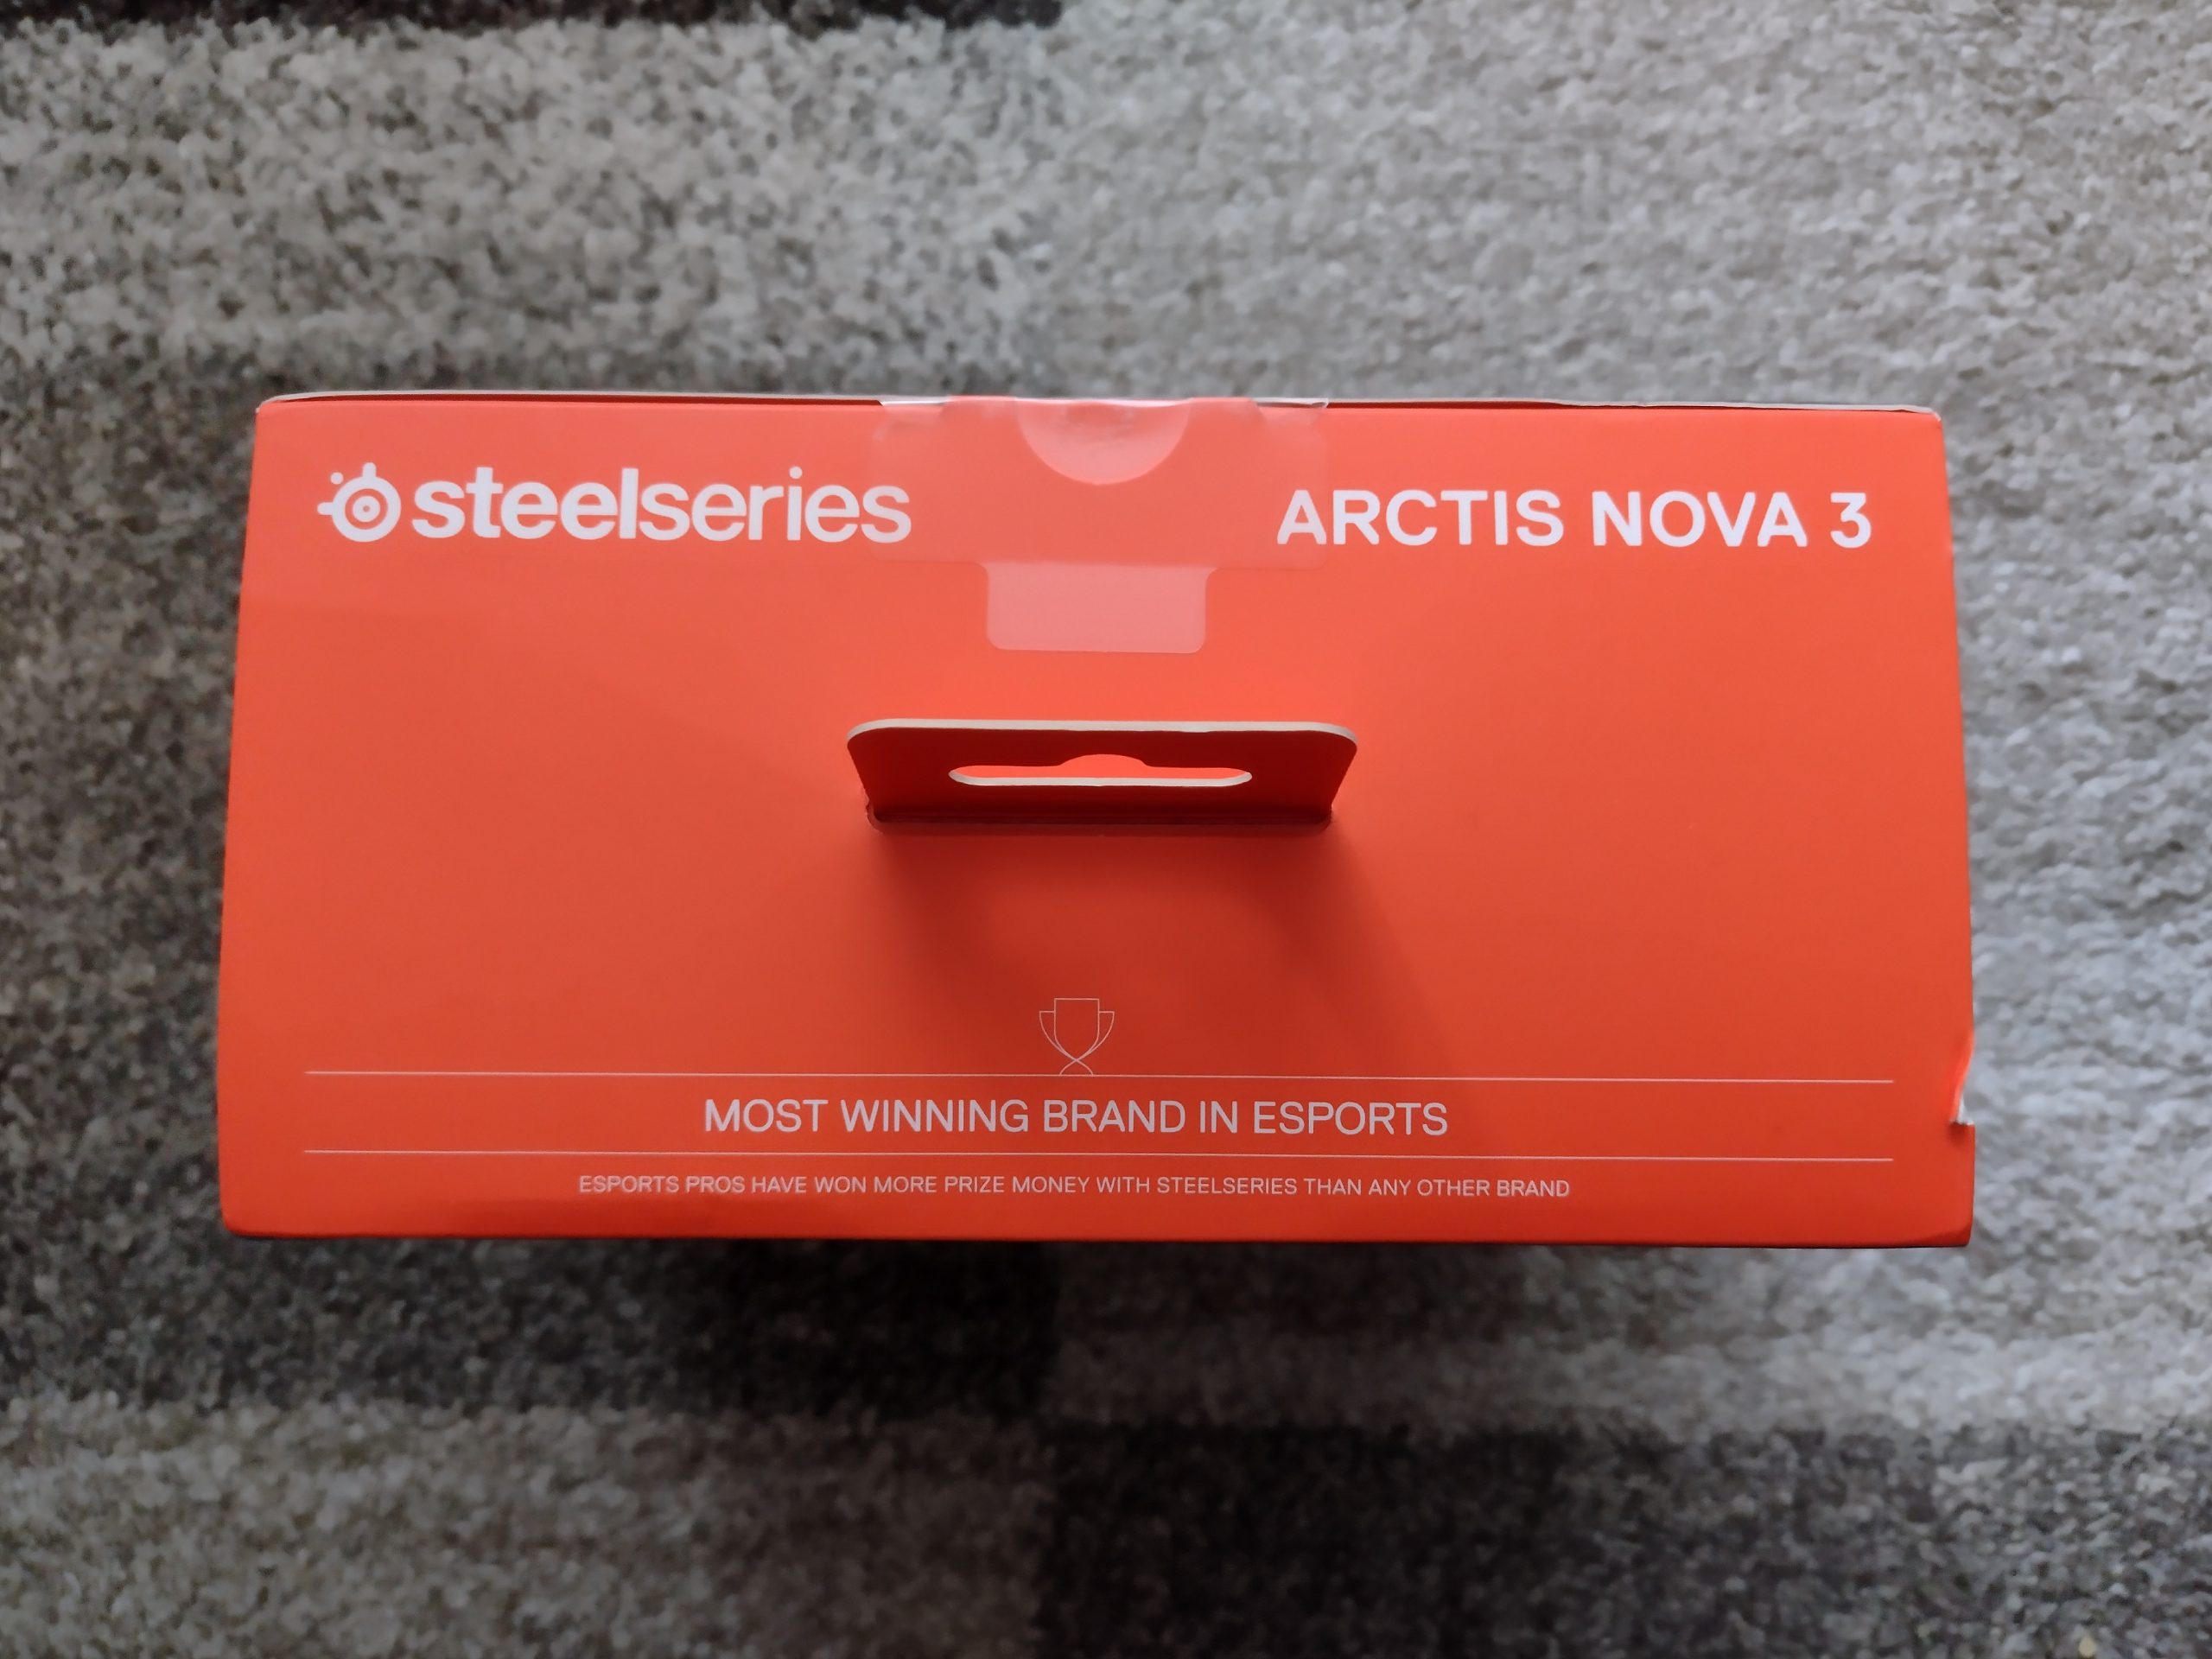 steelseries
ARCTIS NOVA 3
MOST WINNING BRAND IN ESPORTS
ESPORTS PROS HAVE WON MORE PRIZE MONEY WITH STEELSERIES THAN ANY OTHER BRAND